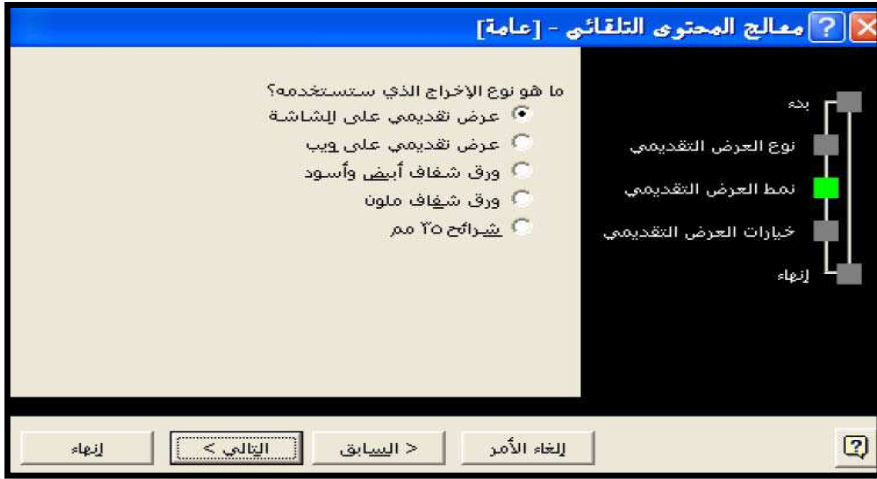 معالج المحتوى التلقائي - [عامة]
بدء
نوع العرض التقديمي
نمط العرض التقديمي
خيارات العرض التقديمي
إنهاء
ما هو نوع الإخراج الذي ستستخدمه؟
عرض تقديمي على الشاشة
عرض تقديمي على ويب
ورق شفاف أبيض وأسود
ورق شفاف ملون
شرائح ٣٥ مم
إلغاء الأمر
< السابق
التالي >
إنهاء